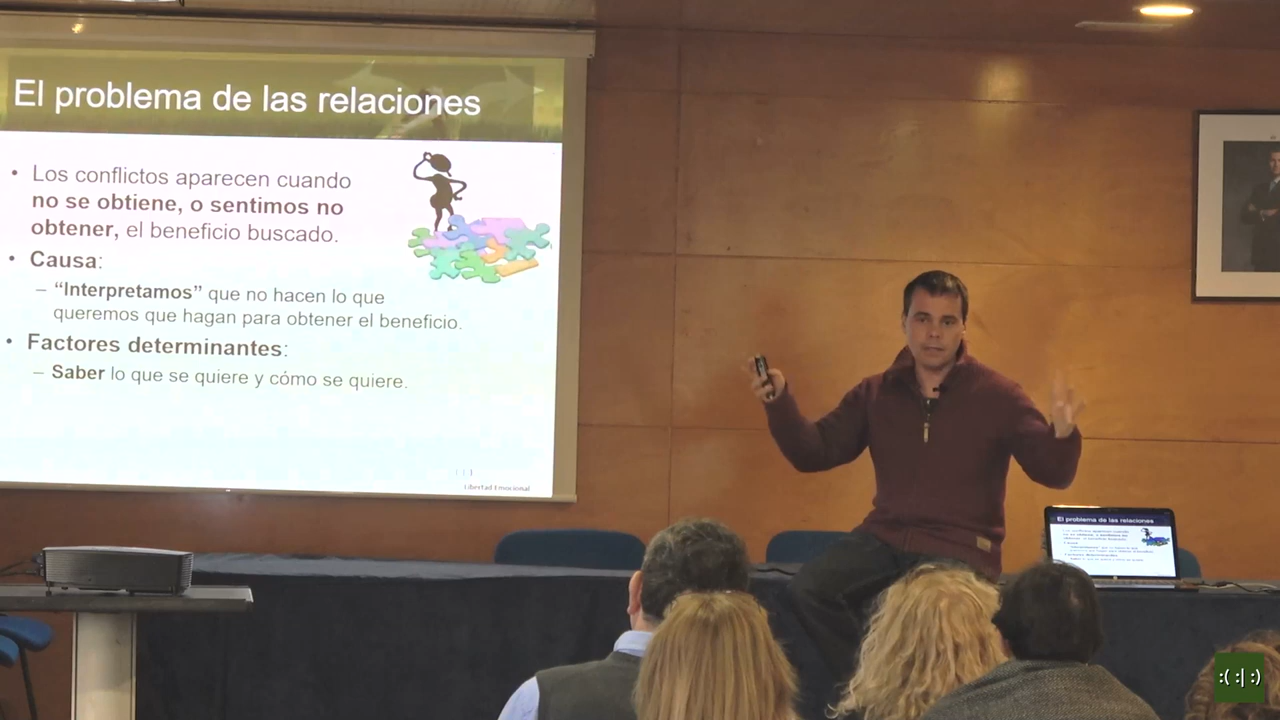 El problema de las relaciones
• Los conflictos aparecen cuando
no se obtiene, o sentimos no
obtener, el beneficio buscado.
• Causa:
– “Interpretamos” que no hacen lo que
queremos que hagan para obtener el beneficio.
• Factores determinantes:
– Saber lo que se quiere y cómo se quiere.
Libertad Emocional
El problema de las relaciones
:( :| :)